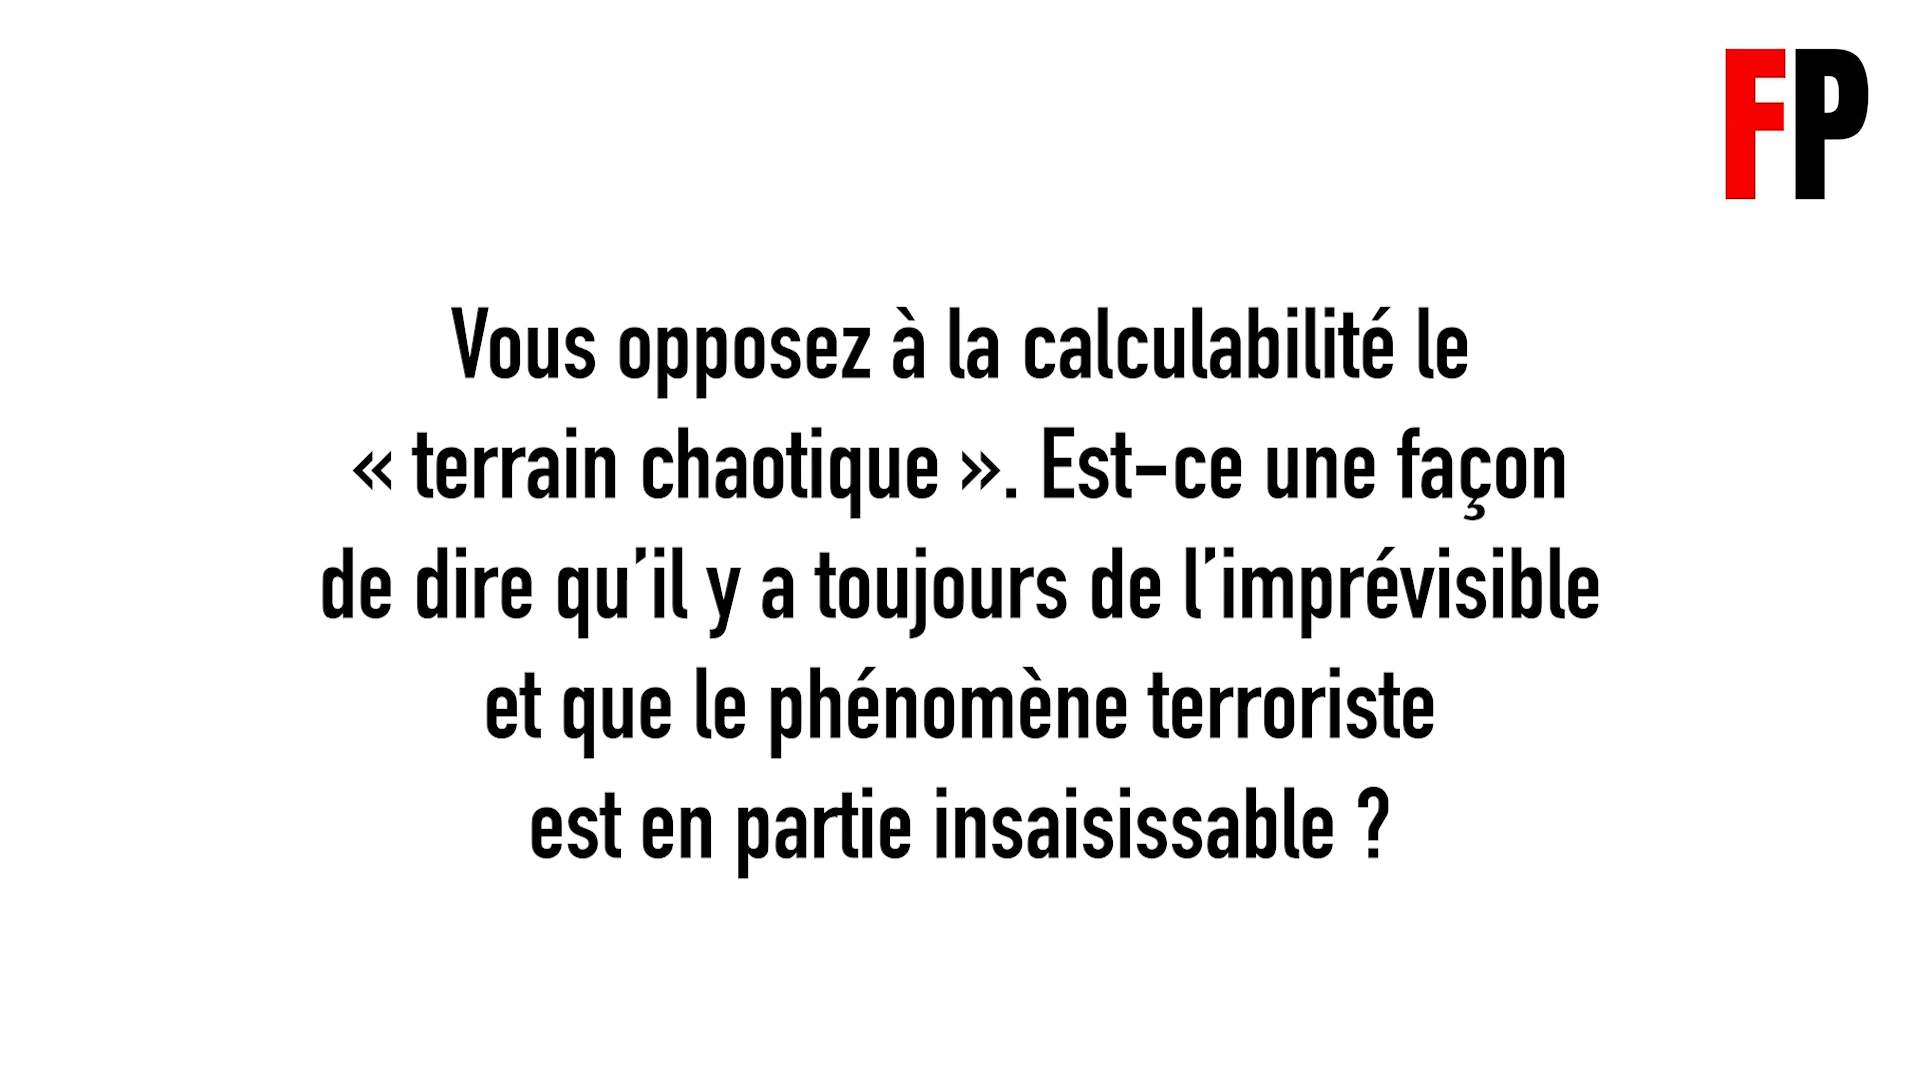 FP
Vous opposez à la calculabilité le
« terrain chaotique ». Est-ce une façon
de dire qu’il y a toujours de l’imprévisible
et que le phénomène terroriste
est en partie insaisissable ?